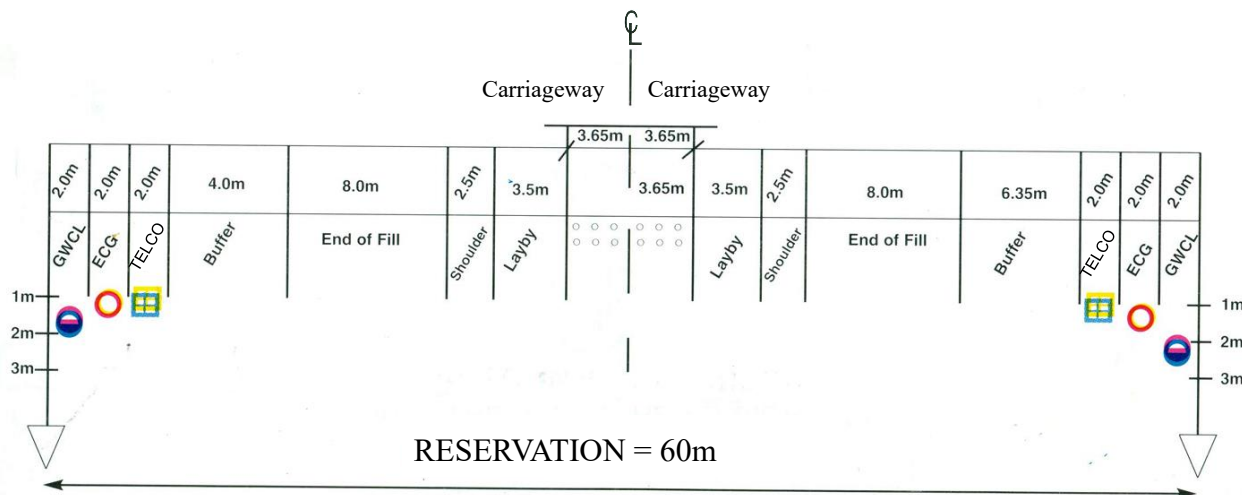 CL
Carriageway Carriageway
3.65m 3.65m
2.0m 2.0m 2.0m 4.0m 8.0m 2.5m 3.5m 3.65m 3.5m 2.5m 8.0m 6.35m 2.0m 2.0m 2.0m
GWCL ECG TELCO Buffer End of Fill Shoulder Layby Layby Shoulder End of Fill Buffer TELCO ECG GWCL
1m 1m
2m 2m
3m 3m
RESERVATION = 60m